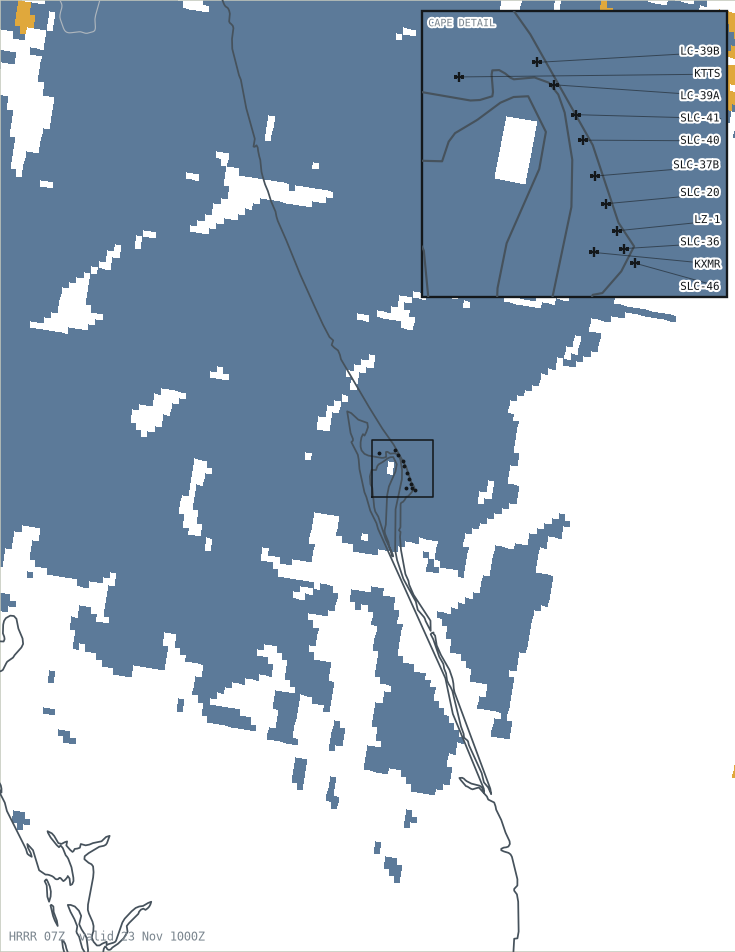 CAPE DETAIL
LC-39B
KTTS
LC-39A
SLC-41
SLC-40
SLC-37B
SLC-20
LZ-1
SLC-36
KXMR
SLC-46
HRRR 07Z valid 23 Nov 1000Z